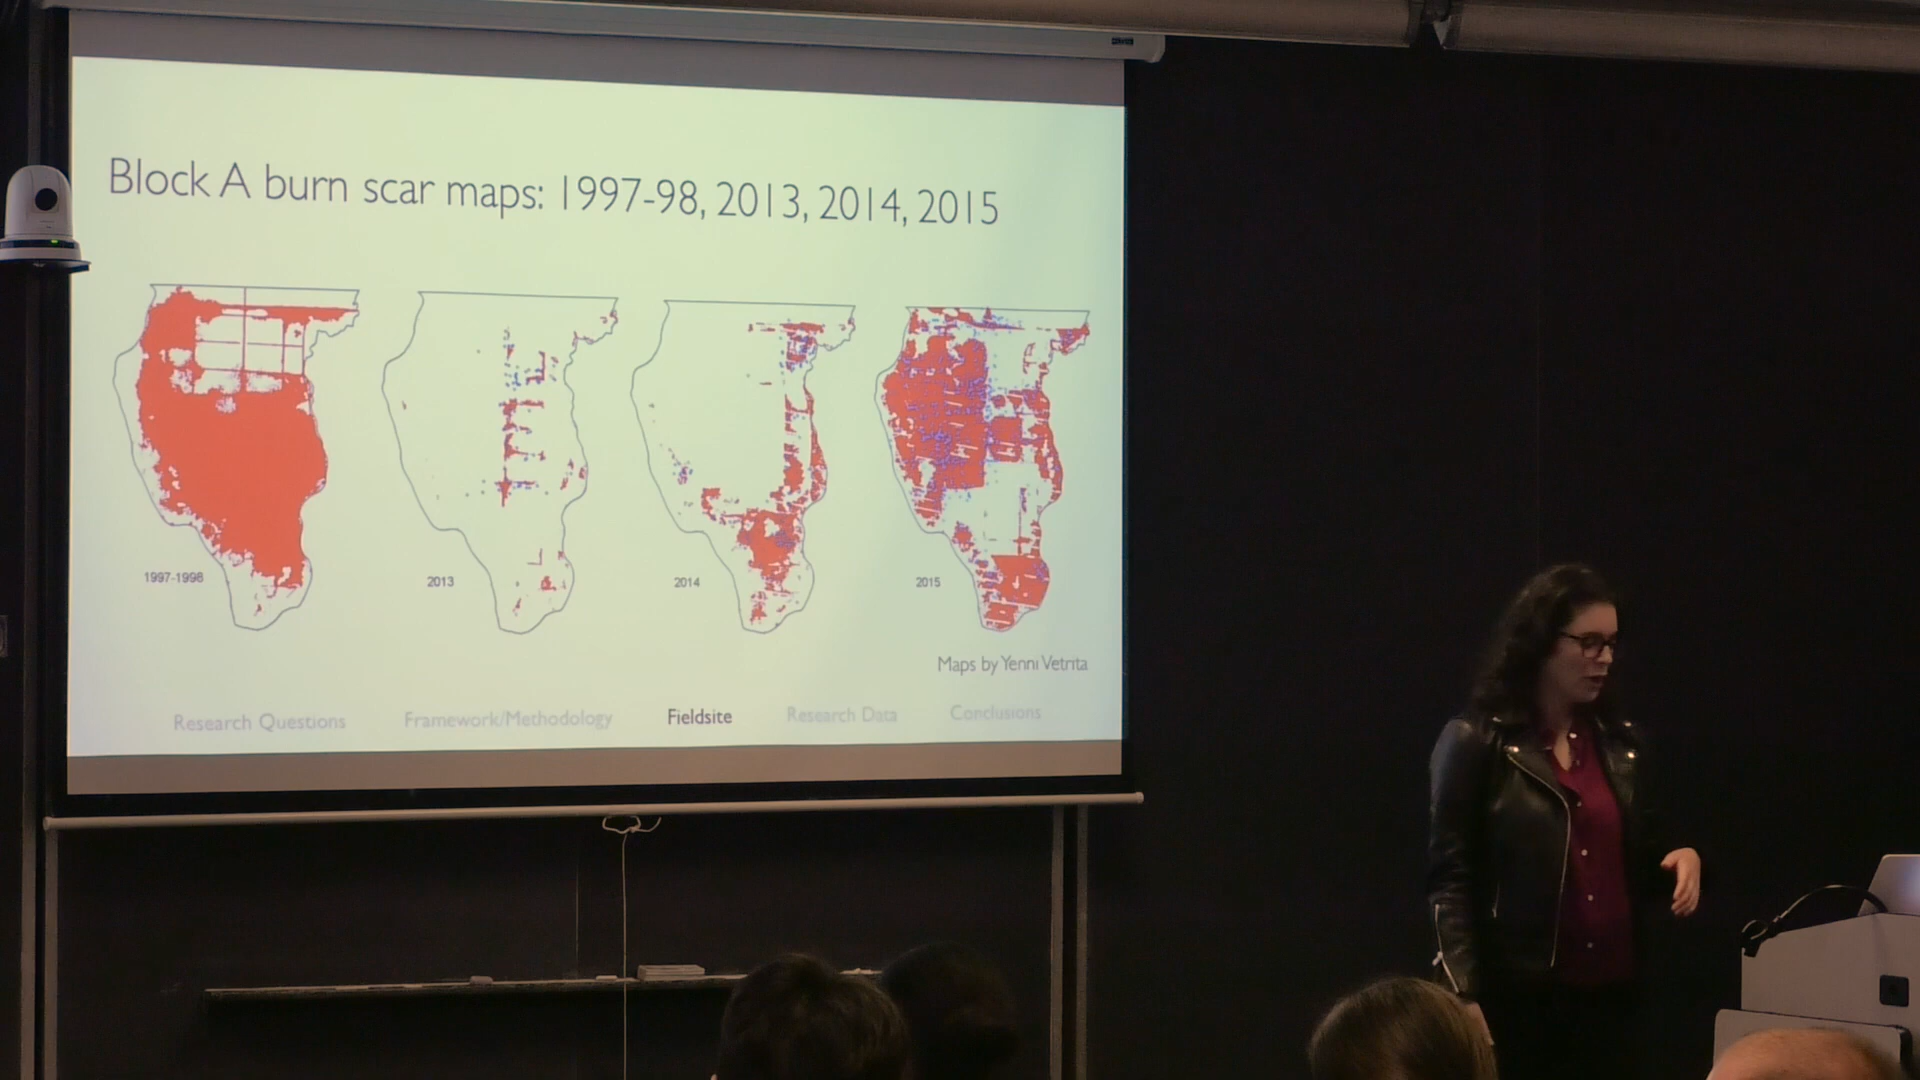 Block A burn scar maps: 1997-98, 2013, 2014, 2015
1997-1998
2013
2014
2015
Maps by Yenni Vetrita
Research Questions
Framework/Methodology
Fieldsite
Research Data
Conclusions